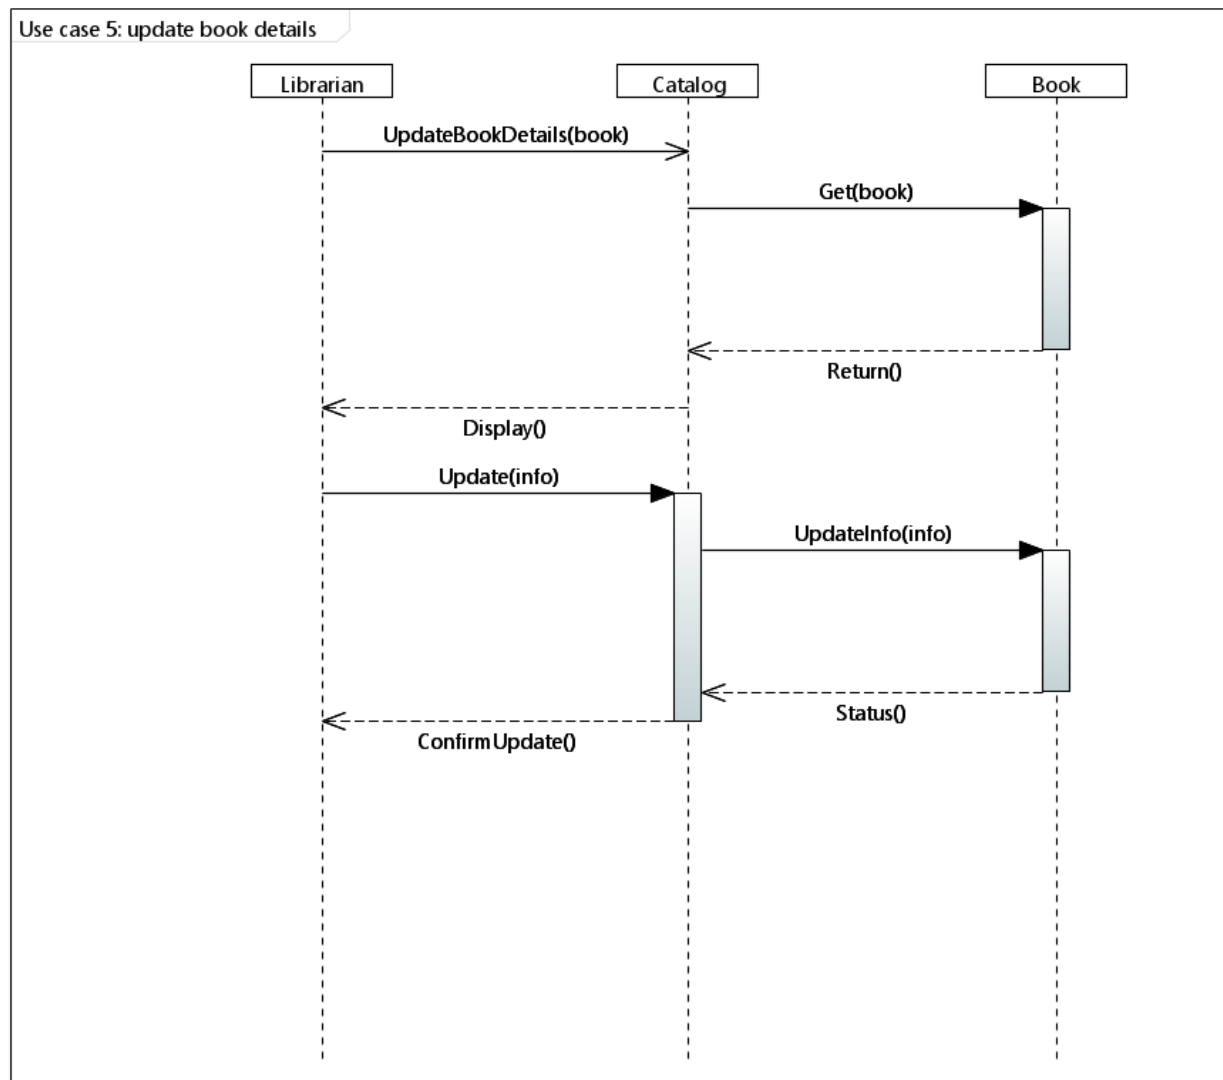 Use case 5: update book details
Librarian
Catalog
Book
UpdateBookDetails(book)
Get(book)
Return()
Display()
Update(info)
UpdateInfo(info)
Status()
ConfirmUpdate()